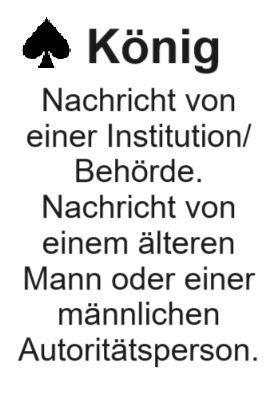 ♠ König
Nachricht von
einer Institution/
Behörde.
Nachricht von
einem älteren
Mann oder einer
männlichen
Autoritätsperson.